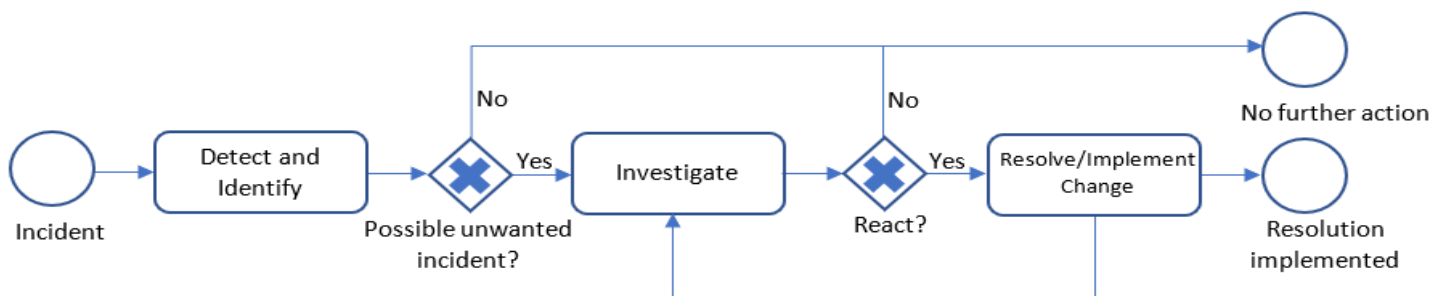 Incident
Detect and
Identify
No
Possible unwanted
incident?
Yes
Investigate
No
React?
Yes
Resolve/Implement
Change
No further action
Resolution
implemented